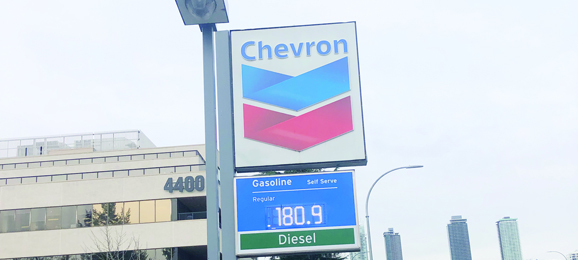 Chevron
4400
Gasoline Self Serve
Regular
180.9
Diesel